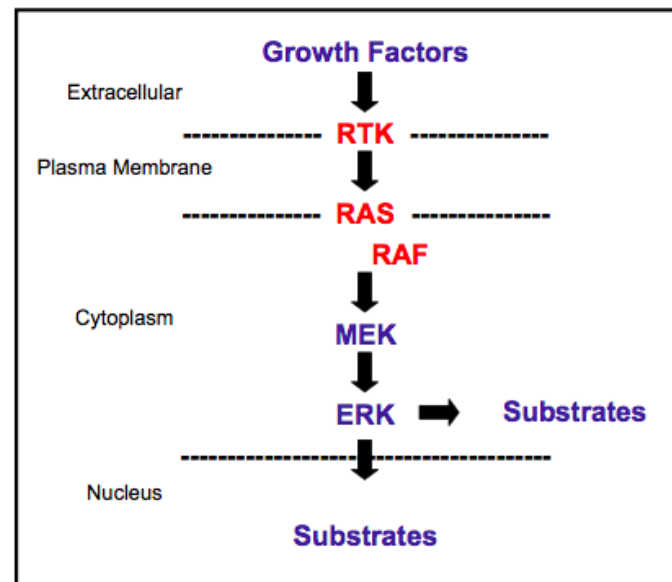 Growth Factors
Extracellular
RTK
Plasma Membrane
RAS
RAF
Cytoplasm
MEK
ERK
Substrates
Nucleus
Substrates